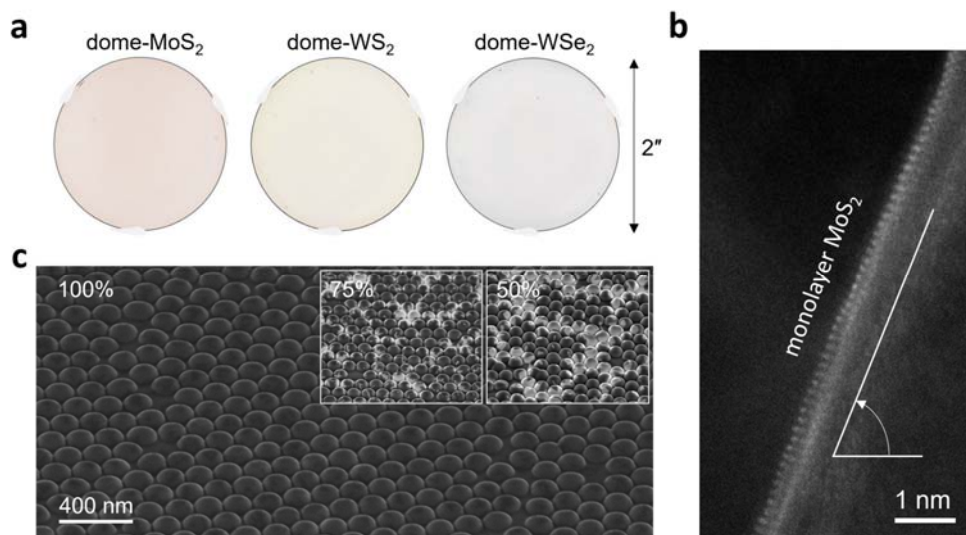 a
dome-MoS₂
dome-WS₂
dome-WSe₂
2″
b
monolayer MoS₂
1 nm
c
100%
75%
50%
400 nm